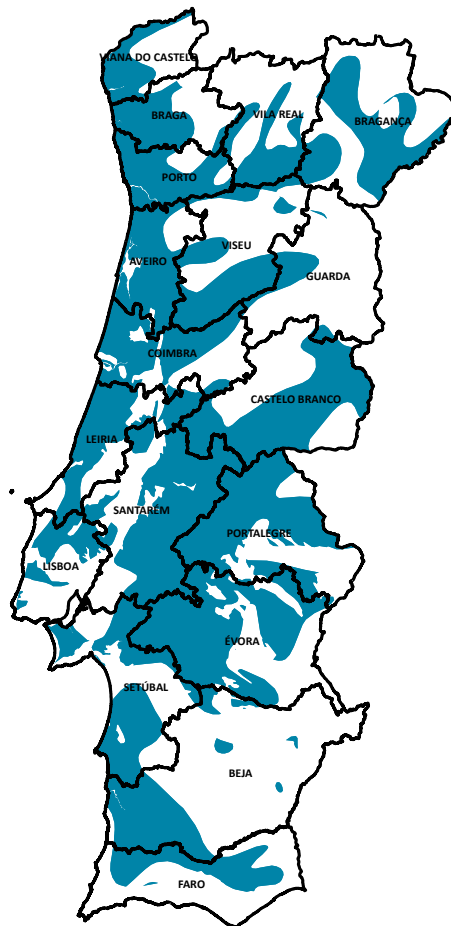 VIANA DO CASTELO
BRAGA
VILA REAL
BRAGANÇA
PORTO
VISEU
AVEIRO
GUARDA
COIMBRA
CASTELO BRANCO
LEIRIA
SANTARÉM
PORTALEGRE
LISBOA
ÉVORA
SETÚBAL
BEJA
FARO